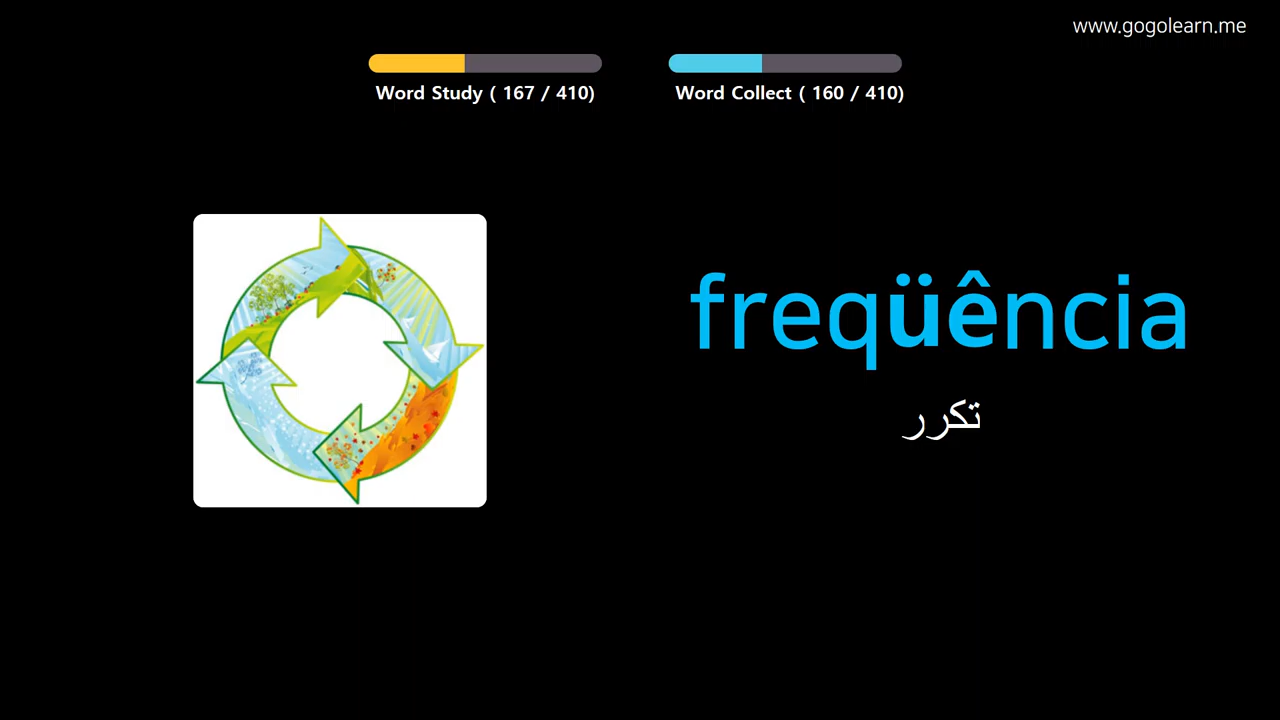 www.gogolearn.me
Word Study ( 167 / 410)
Word Collect ( 160 / 410)
freqüência
تكرر